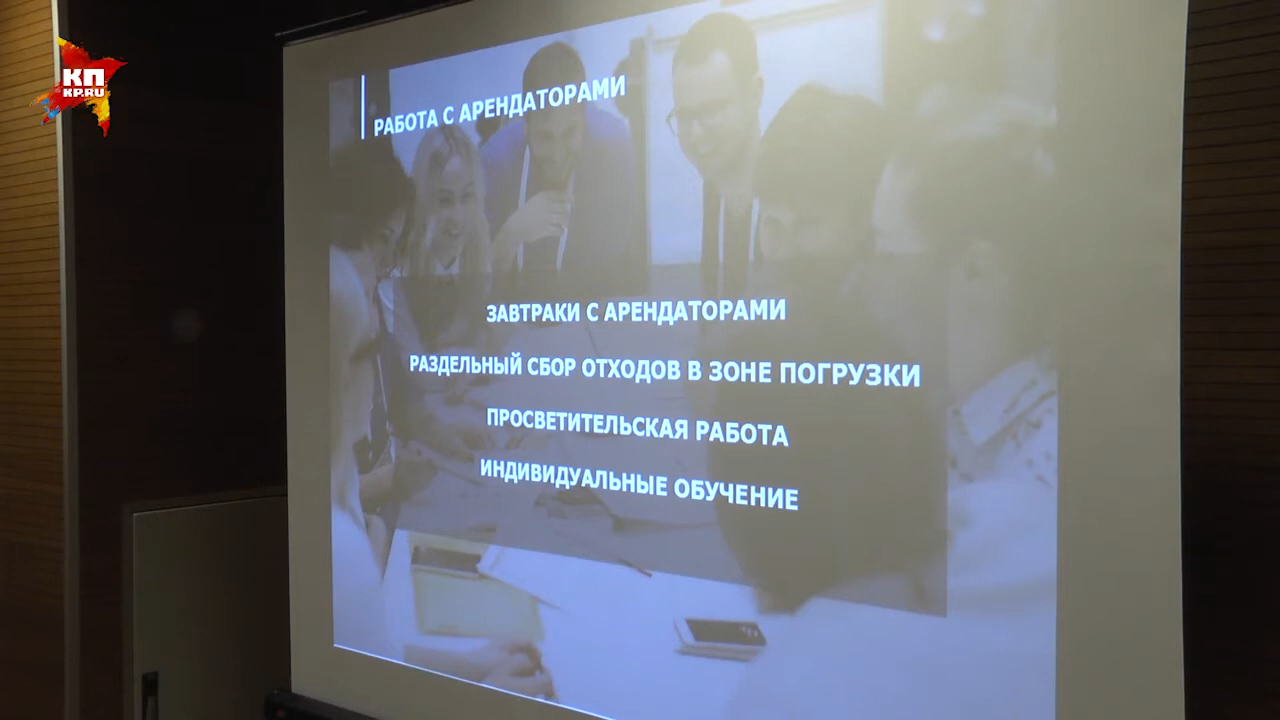 КП
KP.RU
РАБОТА С АРЕНДАТОРАМИ
ЗАВТРАКИ С АРЕНДАТОРАМИ
РАЗДЕЛЬНЫЙ СБОР ОТХОДОВ В ЗОНЕ ПОГРУЗКИ
ПРОСВЕТИТЕЛЬСКАЯ РАБОТА
ИНДИВИДУАЛЬНЫЕ ОБУЧЕНИЕ